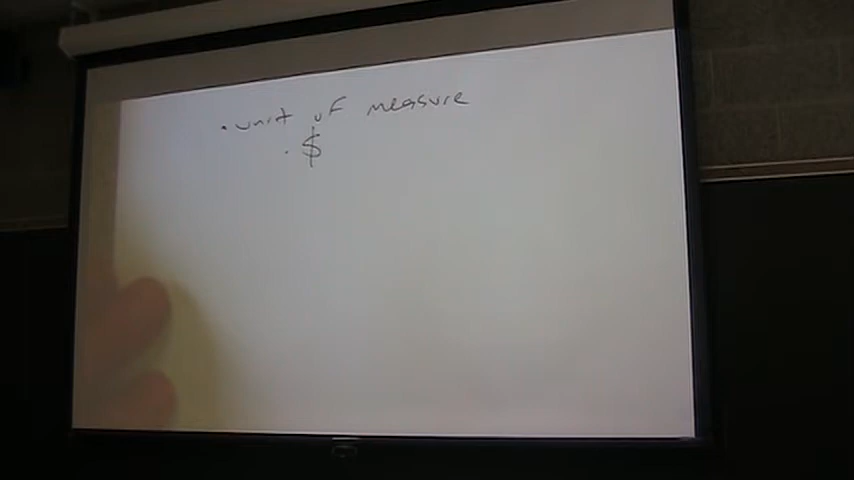 • unit of measure
• $